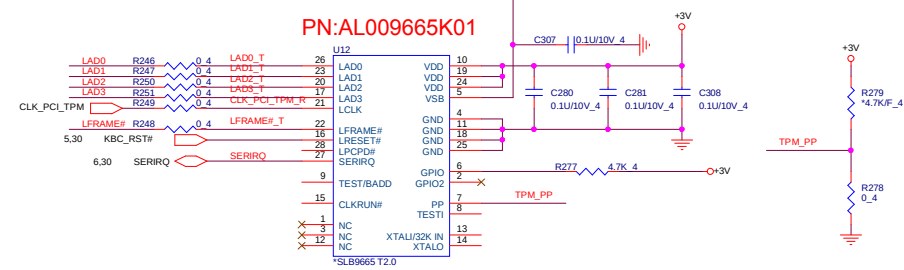 PN:AL009665K01
+3V
C307
0.1U/10V_4
U12
LAD0 R246 0_4 LAD0_T 26 LAD0 VDD 10
LAD1 R247 0_4 LAD1_T 23 LAD1 VDD 19
LAD2 R250 0_4 LAD2_T 20 LAD2 VDD 24
LAD3 R251 0_4 LAD3_T 17 LAD3 VSB 5
CLK_PCI_TPM R249 0_4 CLK_PCI_TPM_R 21 LCLK
C280
0.1U/10V_4
C281
0.1U/10V_4
C308
0.1U/10V_4
GND 4
LFRAME# R248 0_4 LFRAME#_T 22 LFRAME# GND 11
5,30 KBC_RST# 16 LRESET# GND 18
28 LPCPD# GND 25
6,30 SERIRQ SERIRQ 27 SERIRQ
GPIO 6 R277 4.7K_4 +3V
9 TEST/BADD GPIO2 2
15 CLKRUN# PP 7 TPM_PP
TESTI 8
1 NC
3 NC XTALI/32K IN 13
12 NC XTALO 14
*SLB9665 T2.0
+3V
R279
*4.7K/F_4
TPM_PP
R278
0_4